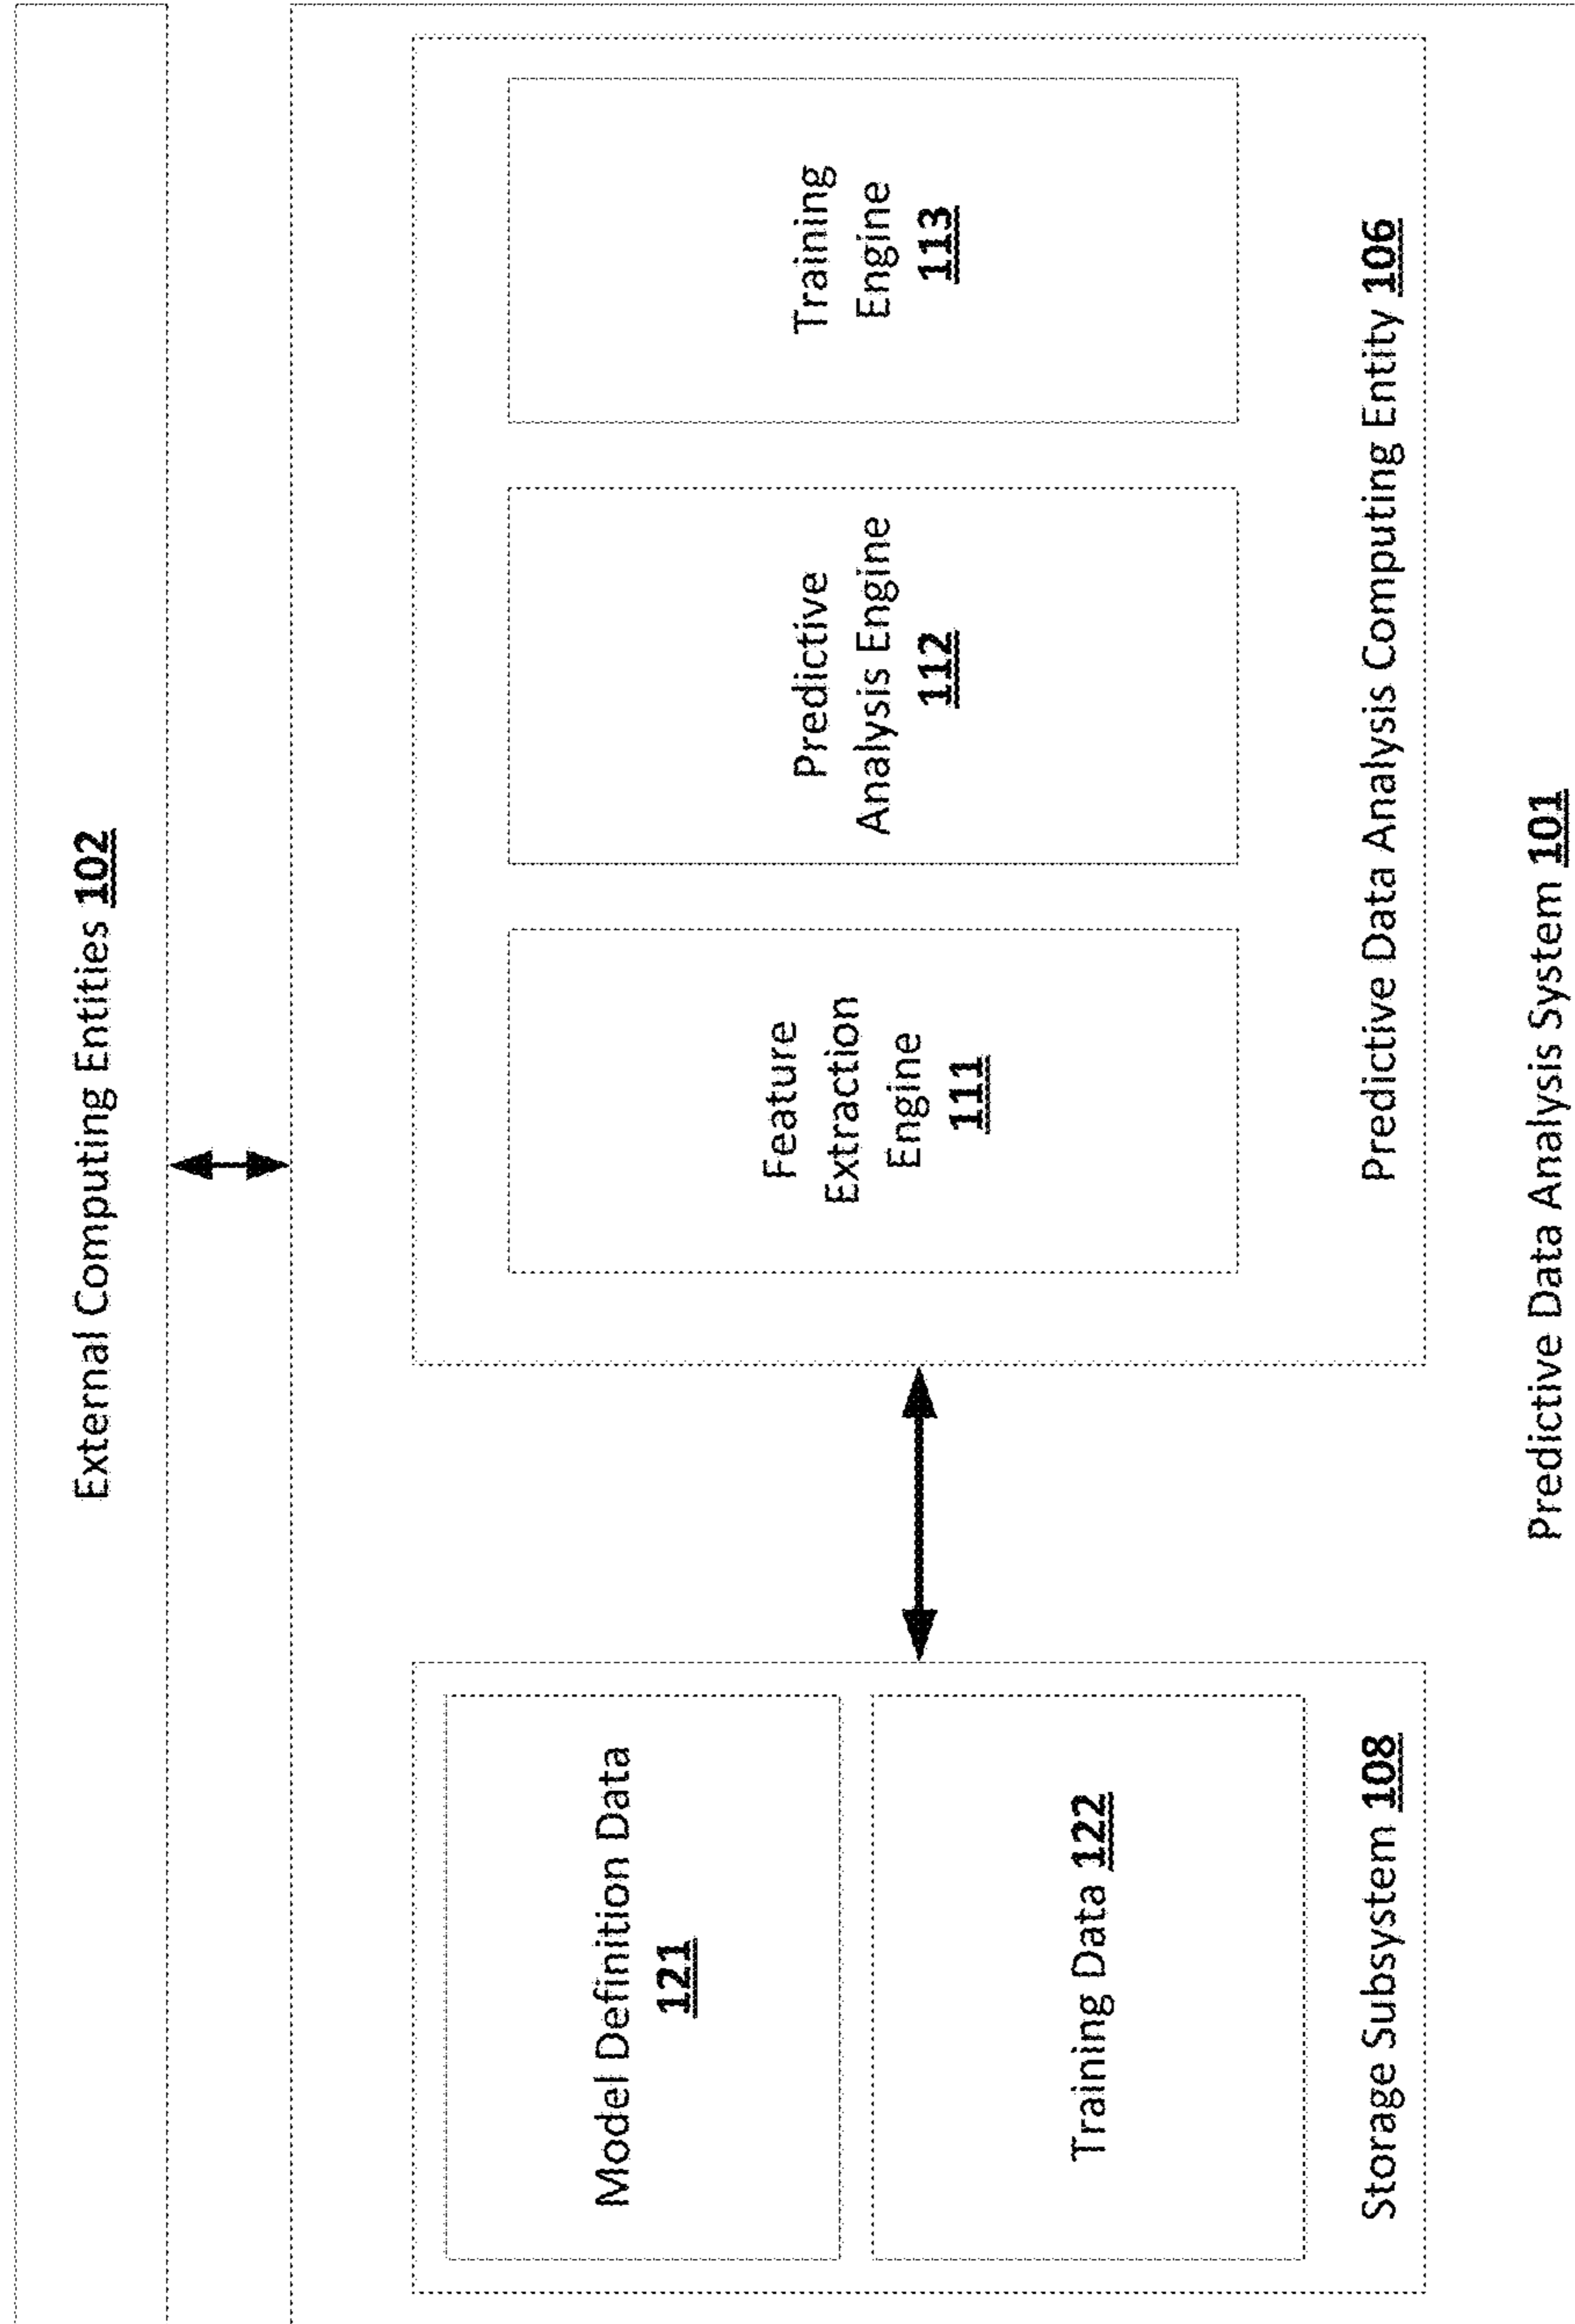 External Computing Entities 102
Model Definition Data
121
Training Data 122
Storage Subsystem 108
Feature
Extraction
Engine
111
Predictive
Analysis Engine
112
Training
Engine
113
Predictive Data Analysis Computing Entity 106
Predictive Data Analysis System 101